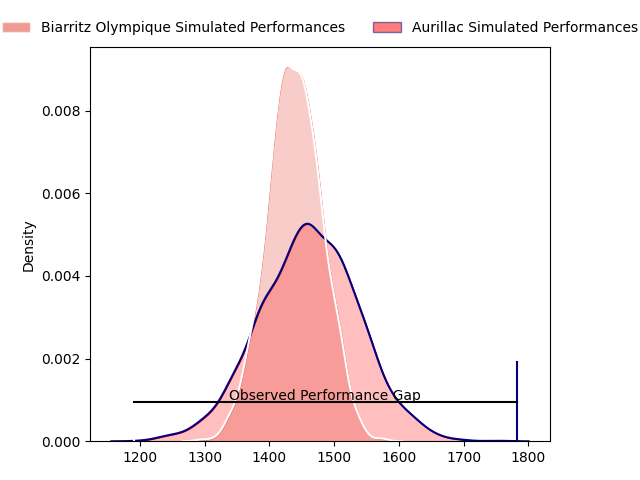 Biarritz Olympique Simulated Performances
Aurillac Simulated Performances
Density
0.008
0.006
0.004
0.002
0.000
Observed Performance Gap
1200 1300 1400 1500 1600 1700 1800